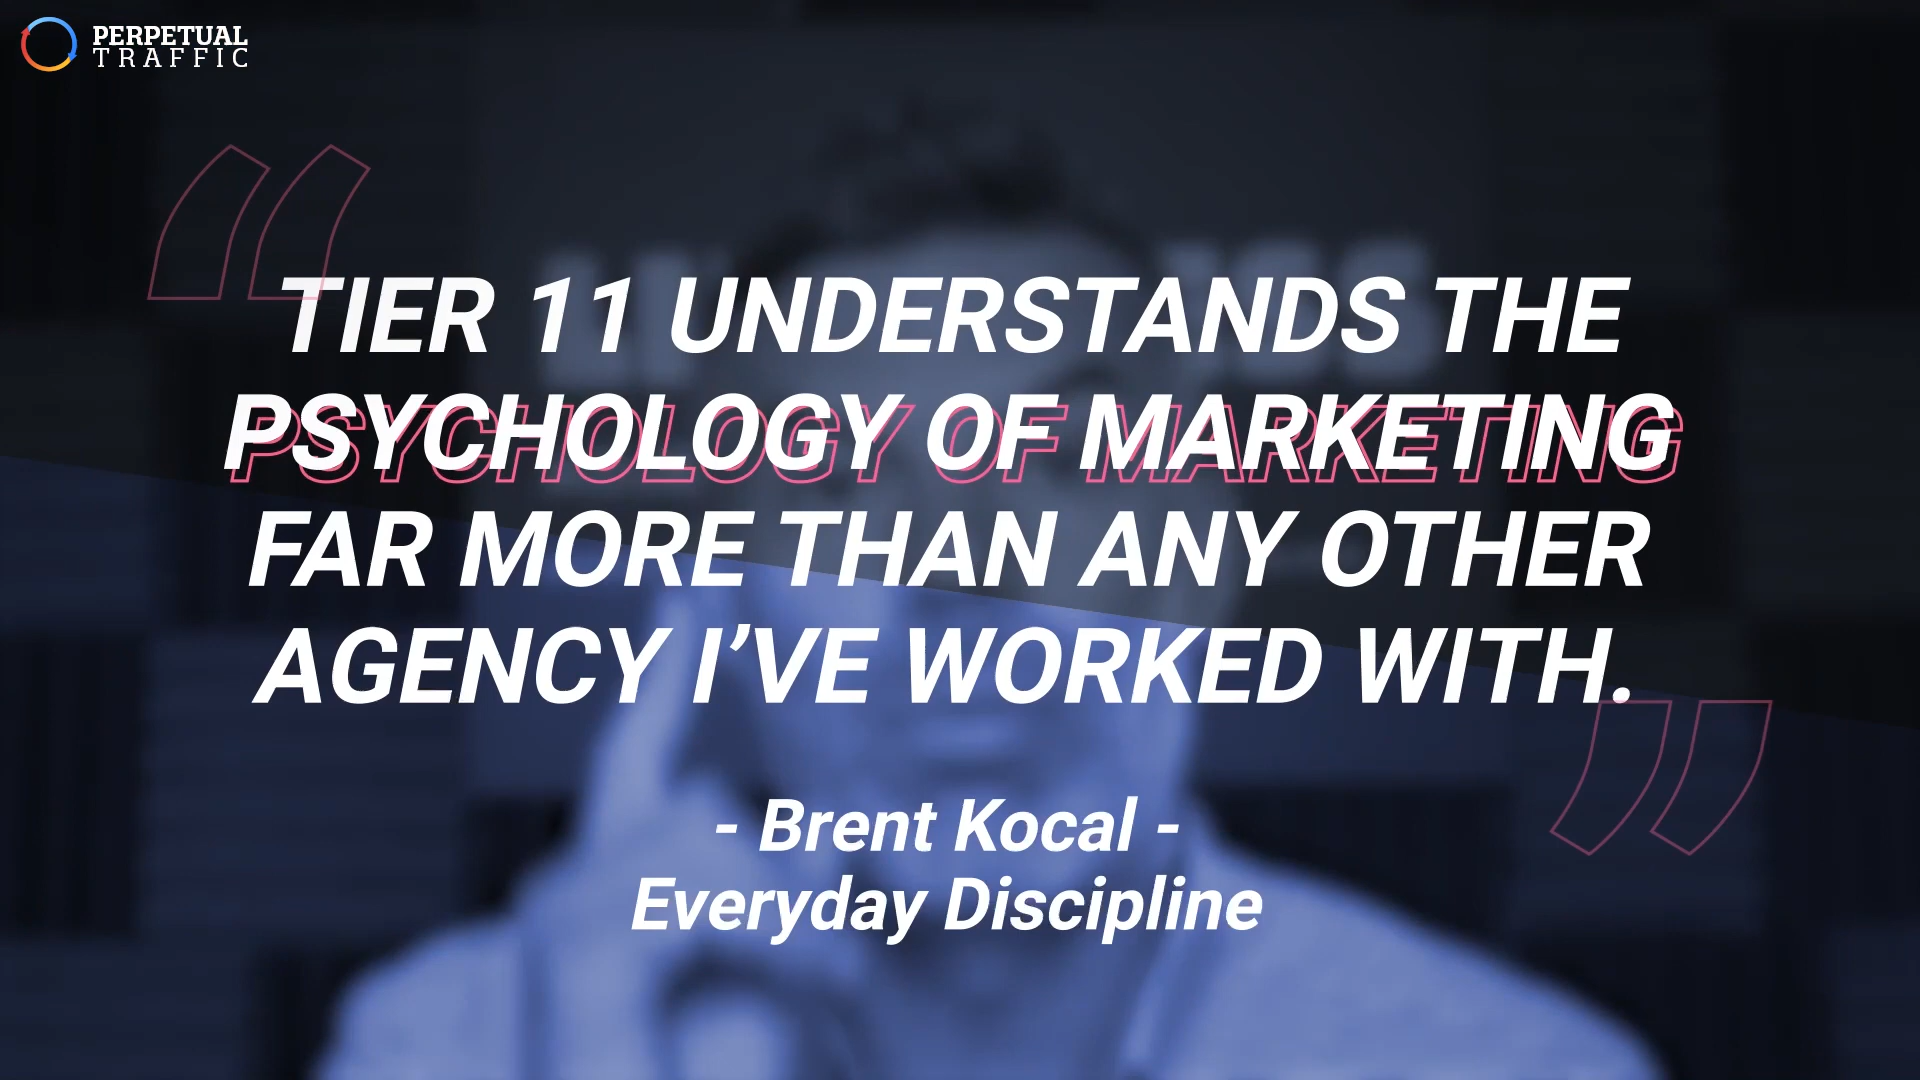 PERPETUAL
TRAFFIC
TIER 11 UNDERSTANDS THE
PSYCHOLOGY OF MARKETING
FAR MORE THAN ANY OTHER
AGENCY I’VE WORKED WITH.
- Brent Kocal -
Everyday Discipline